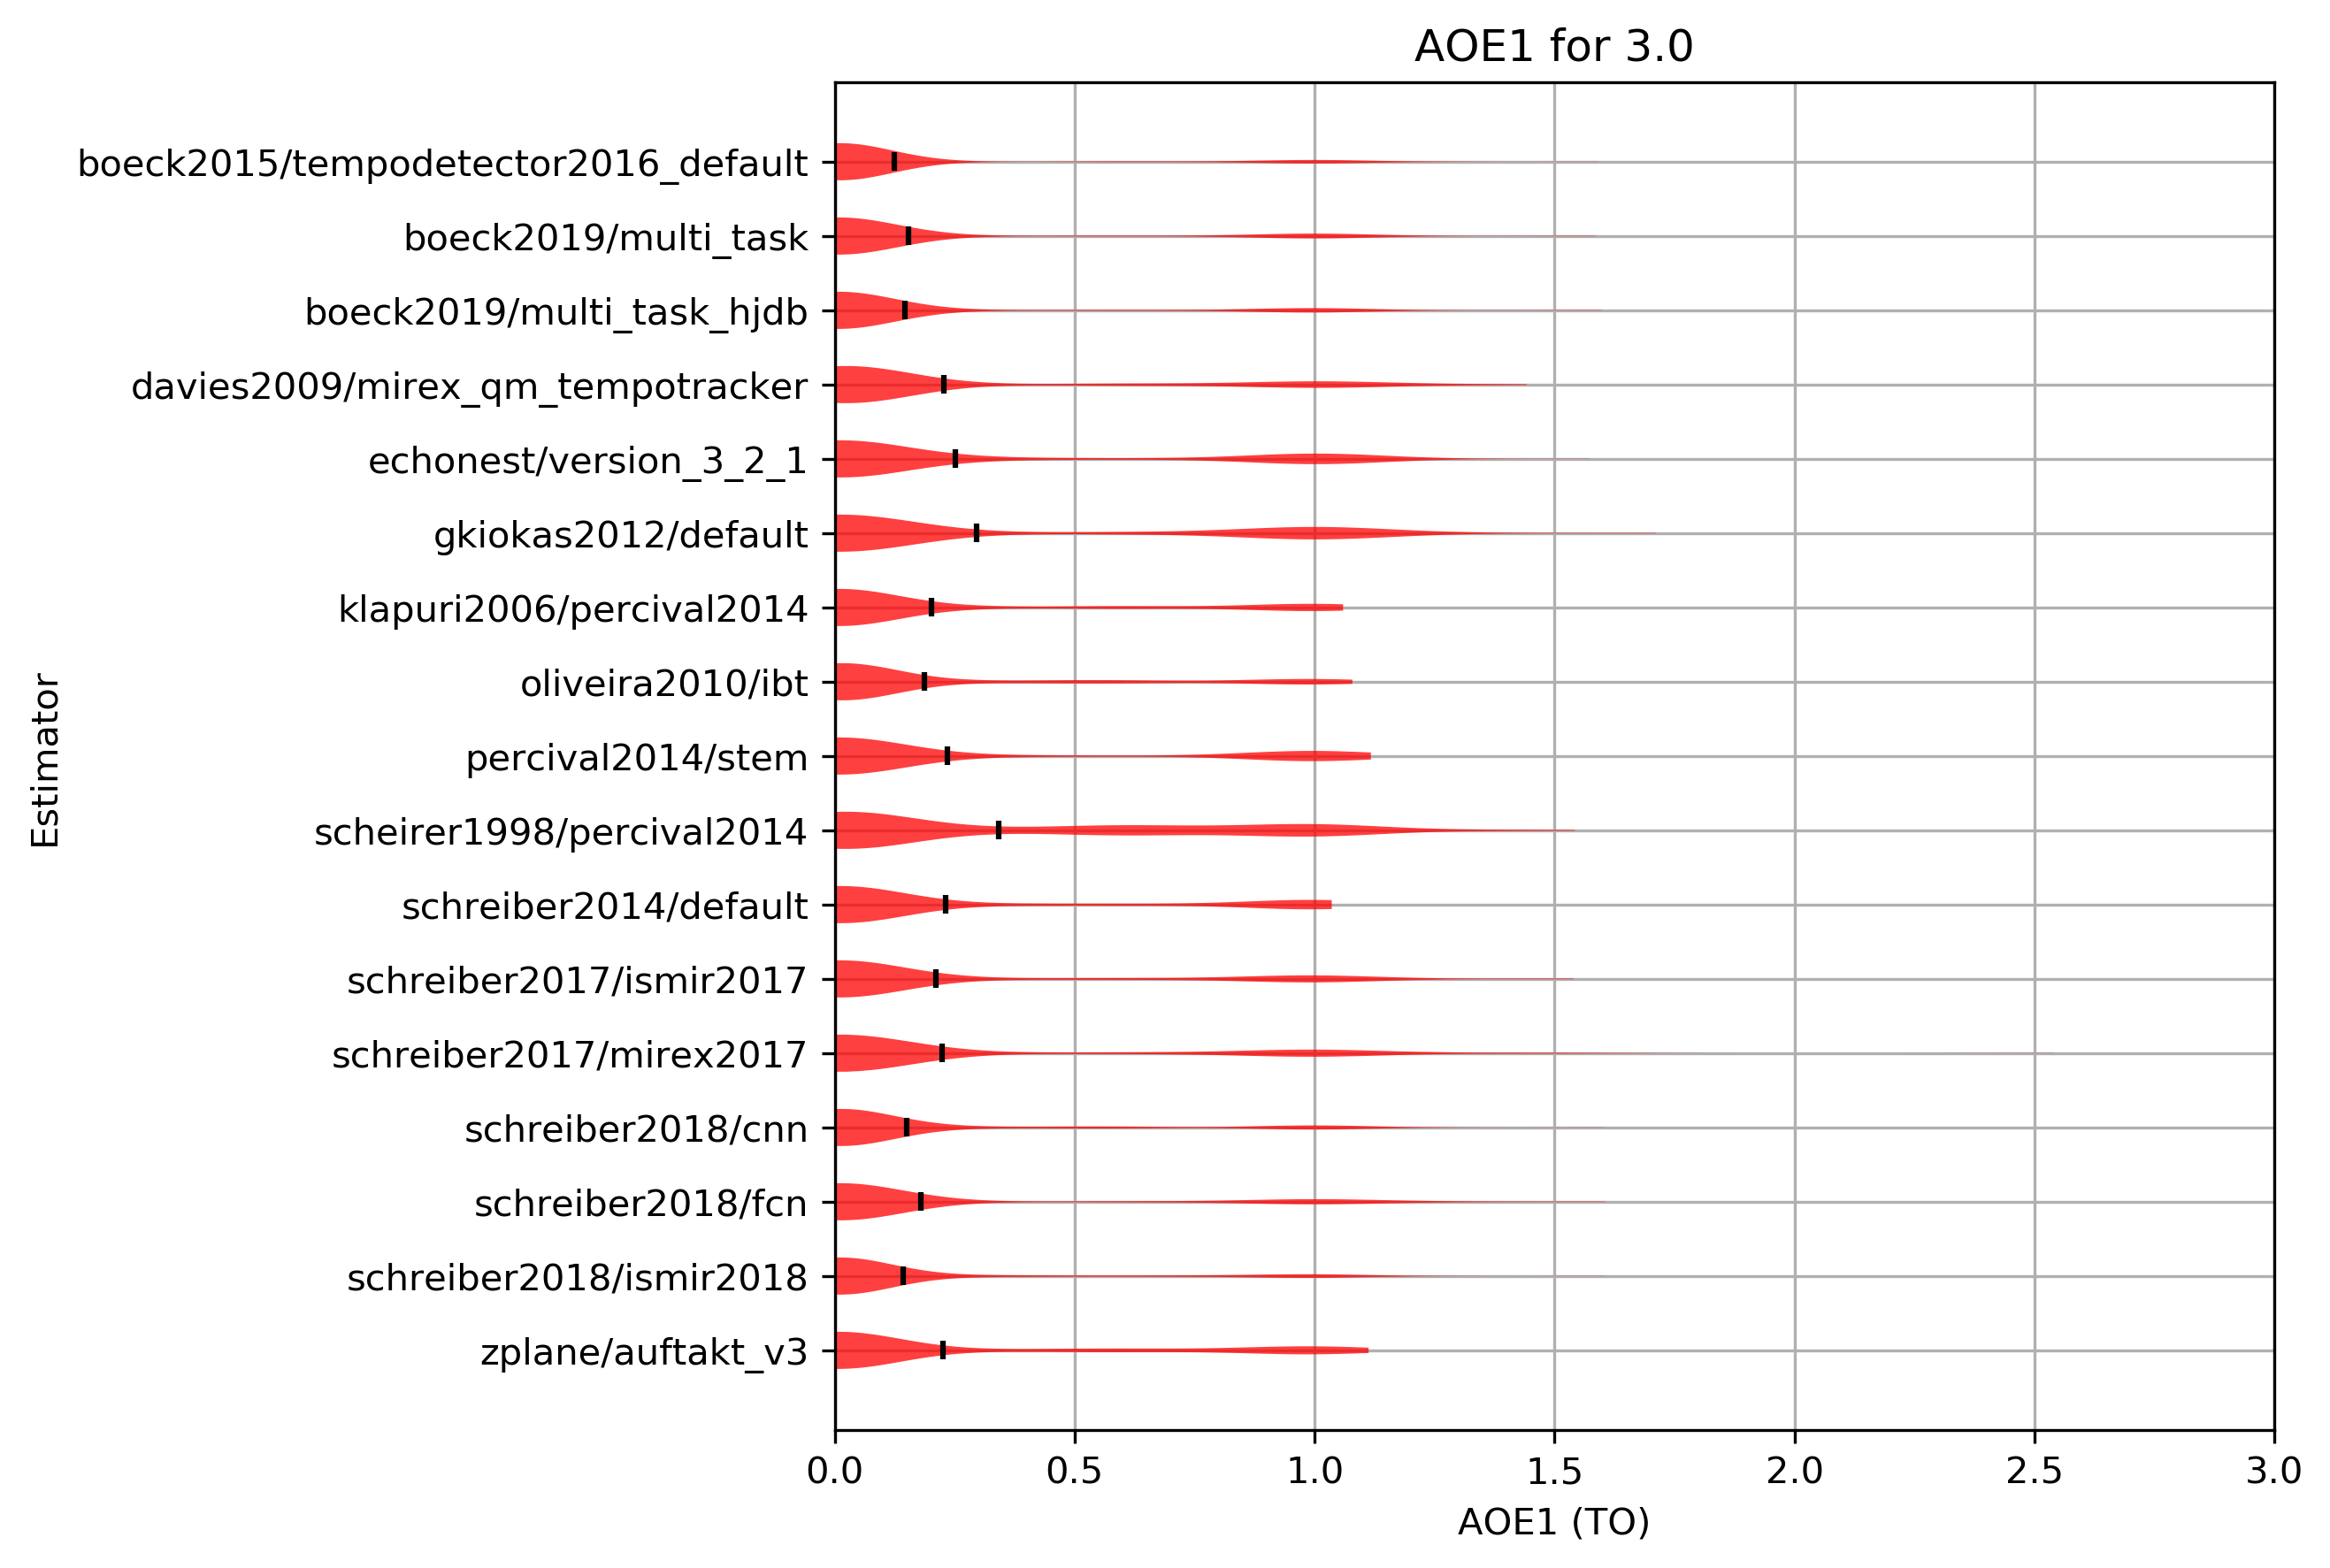 AOE1 for 3.0
Estimator
boeck2015/tempodetector2016_default
boeck2019/multi_task
boeck2019/multi_task_hjdb
davies2009/mirex_qm_tempotracker
echonest/version_3_2_1
gkiokas2012/default
klapuri2006/percival2014
oliveira2010/ibt
percival2014/stem
scheirer1998/percival2014
schreiber2014/default
schreiber2017/ismir2017
schreiber2017/mirex2017
schreiber2018/cnn
schreiber2018/fcn
schreiber2018/ismir2018
zplane/auftakt_v3
0.0 0.5 1.0 1.5 2.0 2.5 3.0
AOE1 (TO)